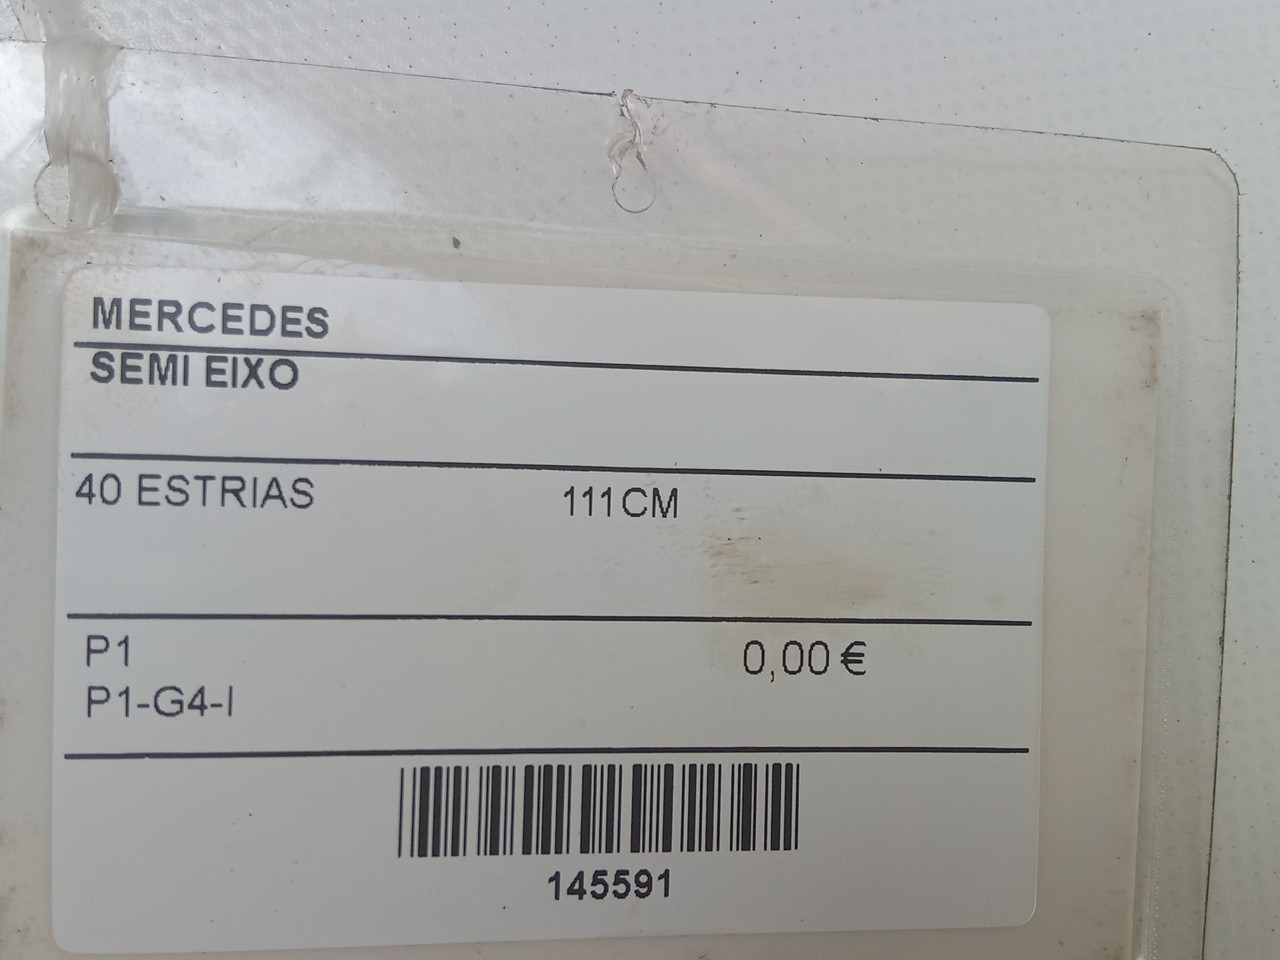 MERCEDES
SEMI EIXO
40 ESTRIAS 111CM
P1 0,00 €
P1-G4-I
145591